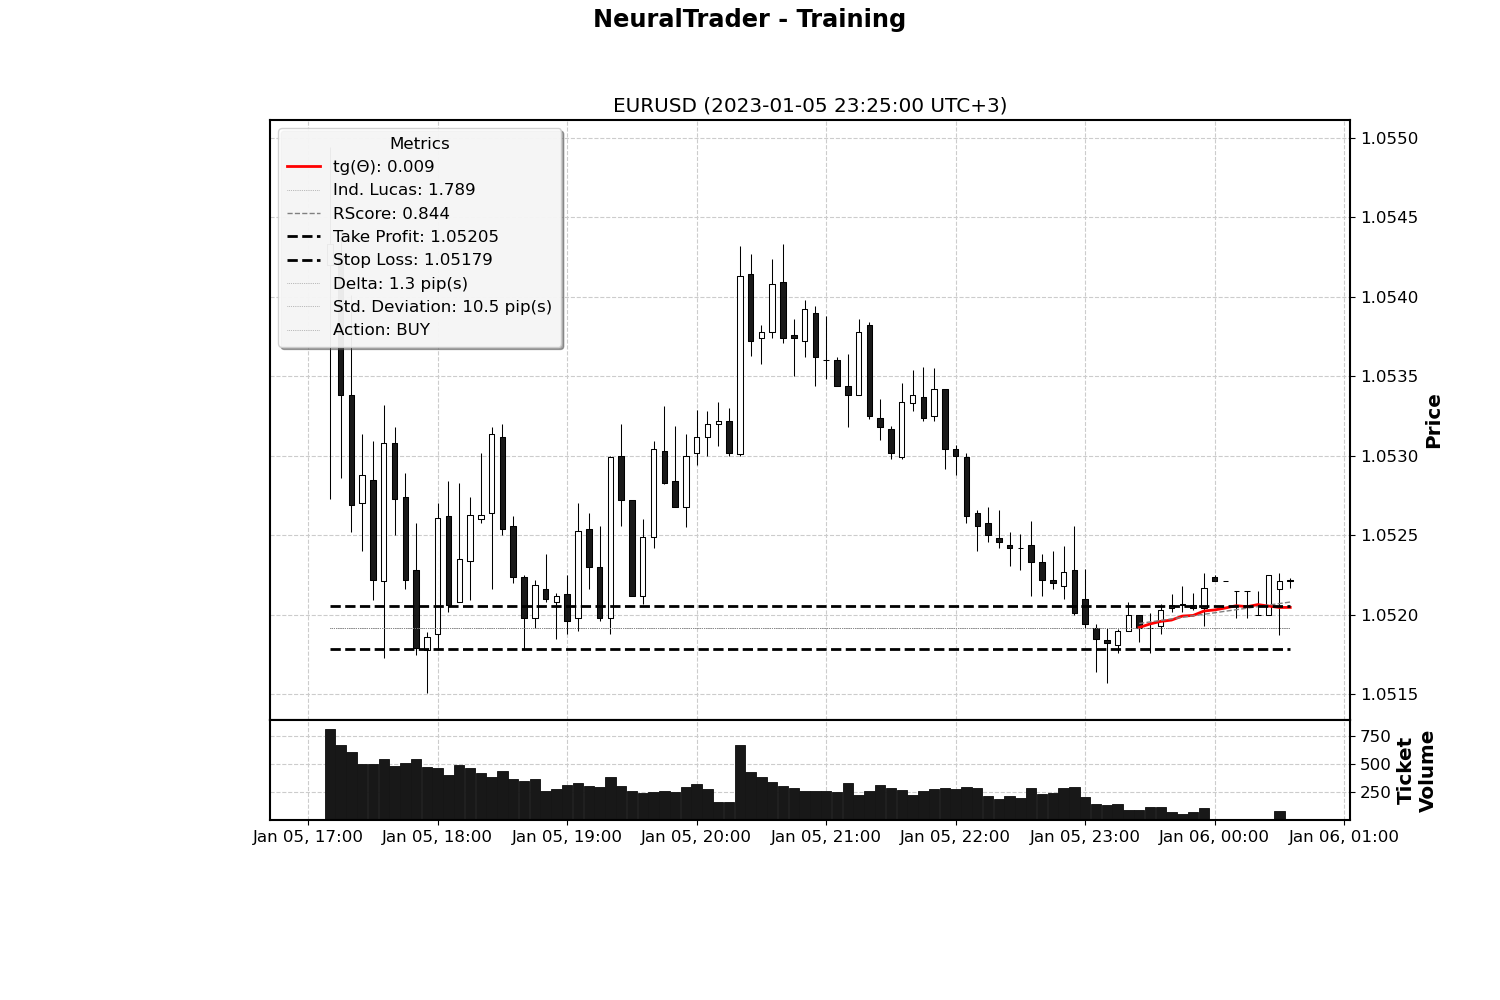 NeuralTrader - Training
EURUSD (2023-01-05 23:25:00 UTC+3)
Metrics
tg(Θ): 0.009
Ind. Lucas: 1.789
RScore: 0.844
Take Profit: 1.05205
Stop Loss: 1.05179
Delta: 1.3 pip(s)
Std. Deviation: 10.5 pip(s)
Action: BUY
1.0550
1.0545
1.0540
1.0535
1.0530
1.0525
1.0520
1.0515
Price
750
500
250
Ticket
Volume
Jan 05, 17:00
Jan 05, 18:00
Jan 05, 19:00
Jan 05, 20:00
Jan 05, 21:00
Jan 05, 22:00
Jan 05, 23:00
Jan 06, 00:00
Jan 06, 01:00